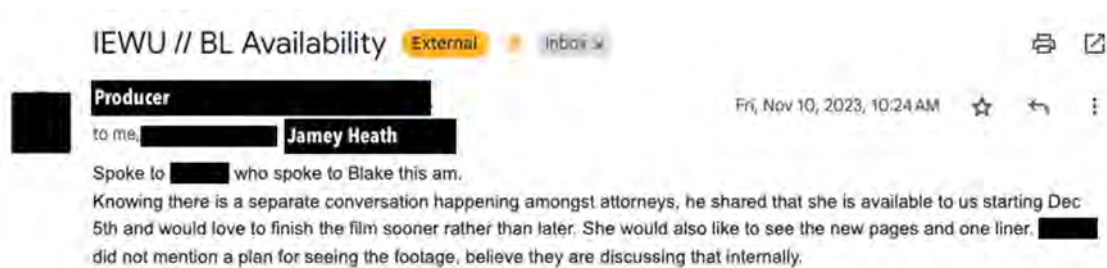 IEWU // BL Availability External Inbox x
Producer
Fri, Nov 10, 2023, 10:24 AM
to me, Jamey Heath
Spoke to who spoke to Blake this am.
Knowing there is a separate conversation happening amongst attorneys, he shared that she is available to us starting Dec
5th and would love to finish the film sooner rather than later. She would also like to see the new pages and one liner.
did not mention a plan for seeing the footage, believe they are discussing that internally.